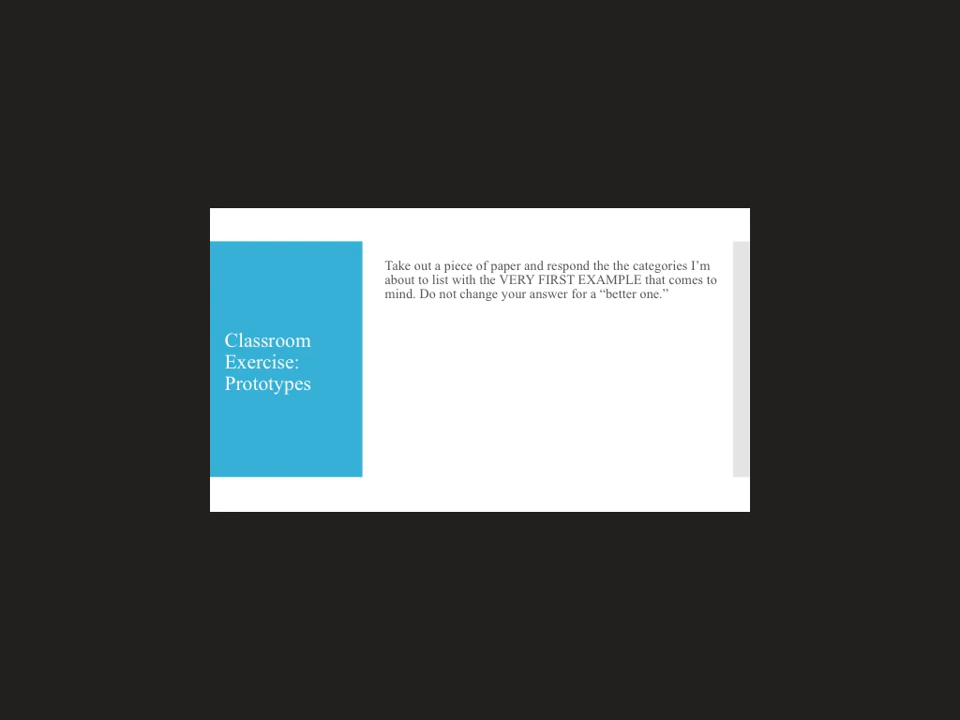 Classroom
Exercise:
Prototypes
Take out a piece of paper and respond the the categories I’m
about to list with the VERY FIRST EXAMPLE that comes to
mind. Do not change your answer for a “better one.”